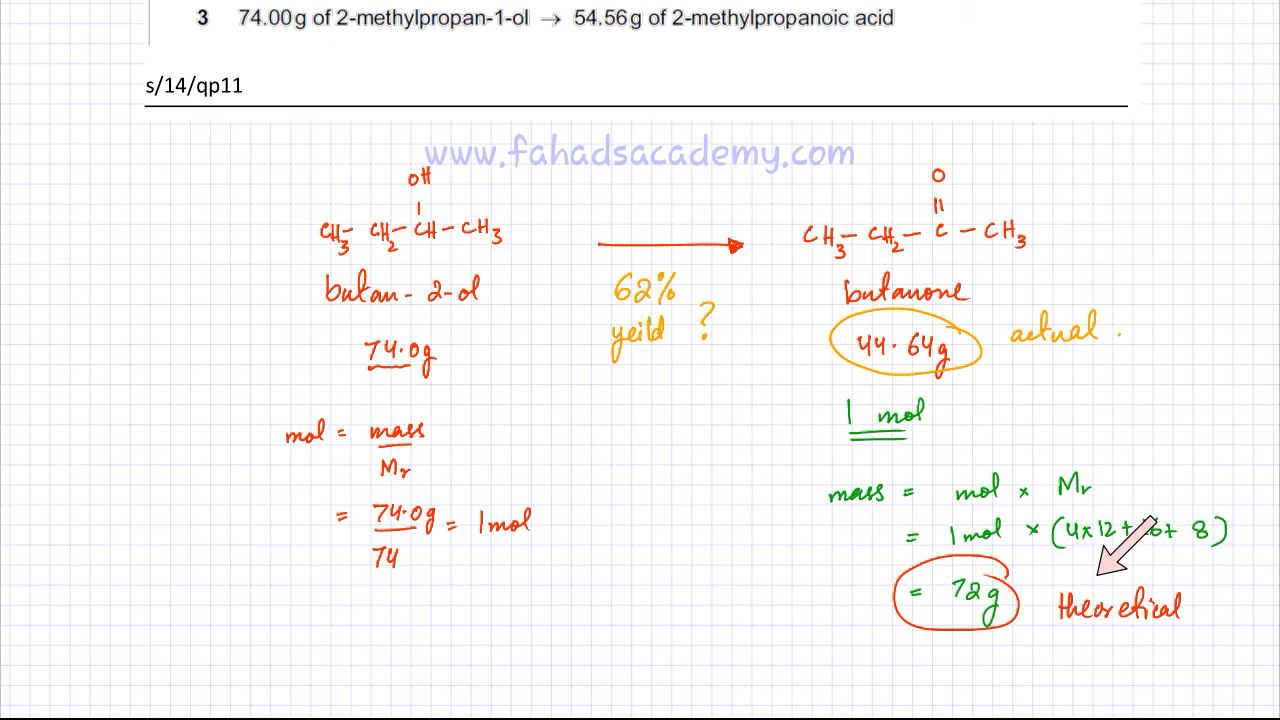 3 74.00 g of 2-methylpropan-1-ol → 54.56 g of 2-methylpropanoic acid
s/14/qp11
www.fahadsacademy.com
OH
CH3 – CH2 – CH – CH3
butan-2-ol
74.0g
62%
yeild ?
O
CH3 – CH2 – C – CH3
butanone
44.64g
actual.
1 mol
mol = mass
Mr
= 74.0g = 1mol
74
mass = mol × Mr
= 1mol × (4×12 + 16 + 8)
= 72g
theoretical